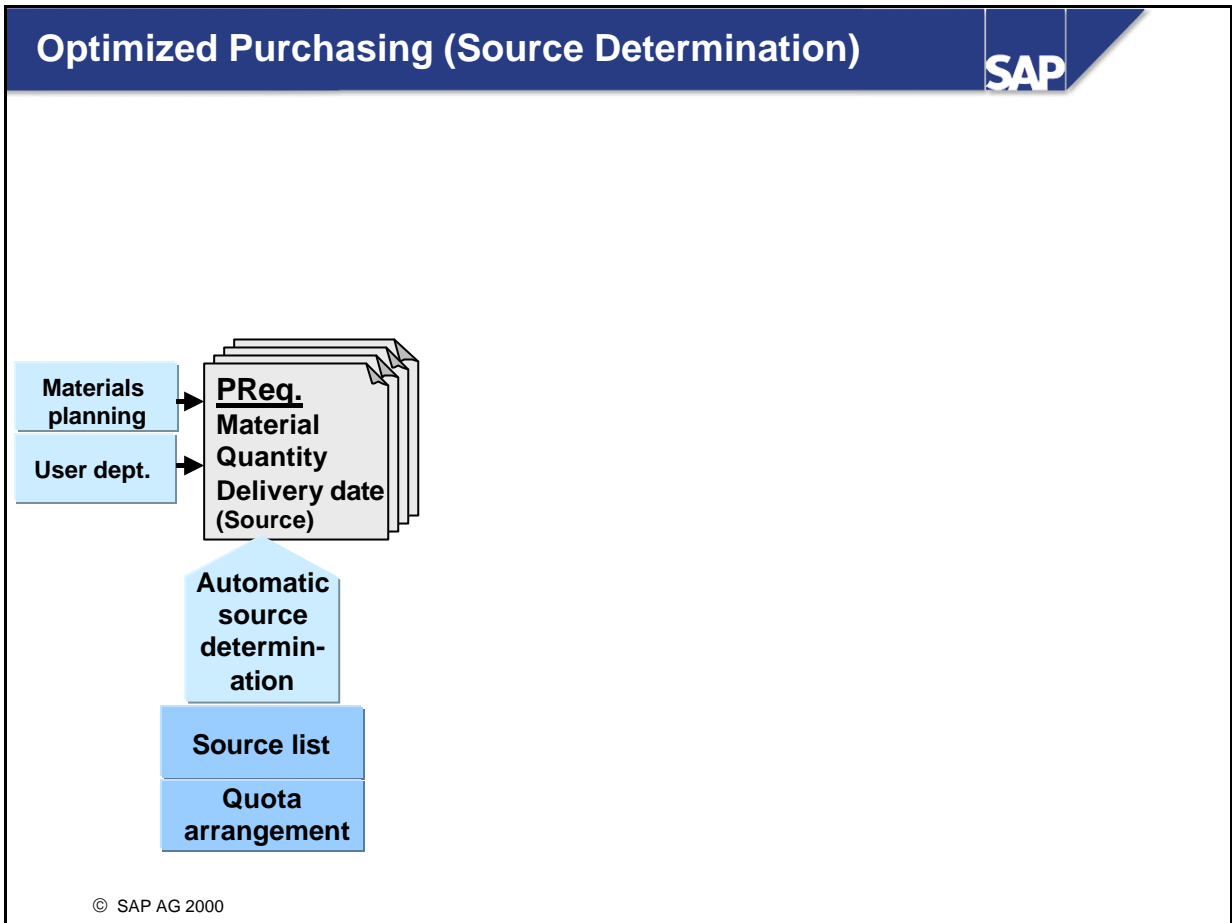 Optimized Purchasing (Source Determination)
SAP
Materials
planning
User dept.
PReq.
Material
Quantity
Delivery date
(Source)
Automatic
source
determin-
ation
Source list
Quota
arrangement
© SAP AG 2000